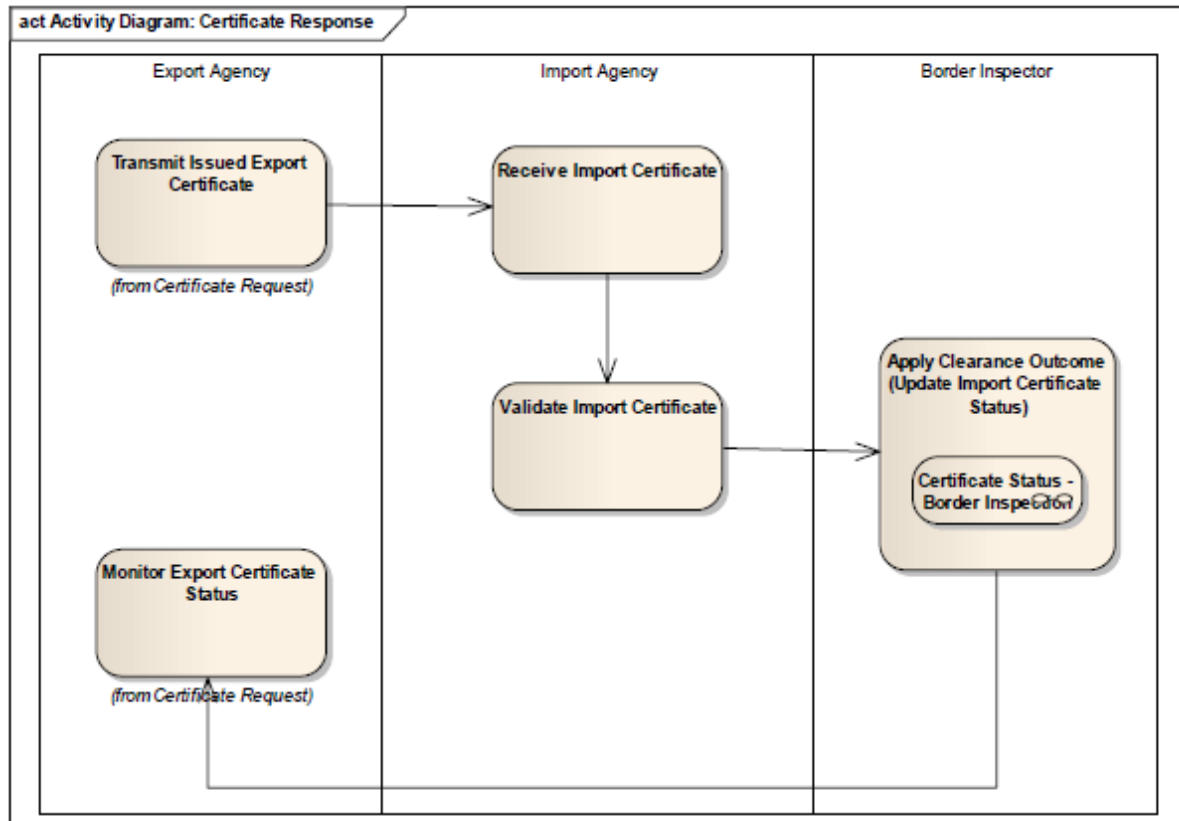 act Activity Diagram: Certificate Response
Export Agency
Import Agency
Border Inspector
Transmit Issued Export
Certificate
(from Certificate Request)
Receive Import Certificate
Validate Import Certificate
Apply Clearance Outcome
(Update Import Certificate
Status)
Certificate Status -
Border Inspection
Monitor Export Certificate
Status
(from Certificate Request)